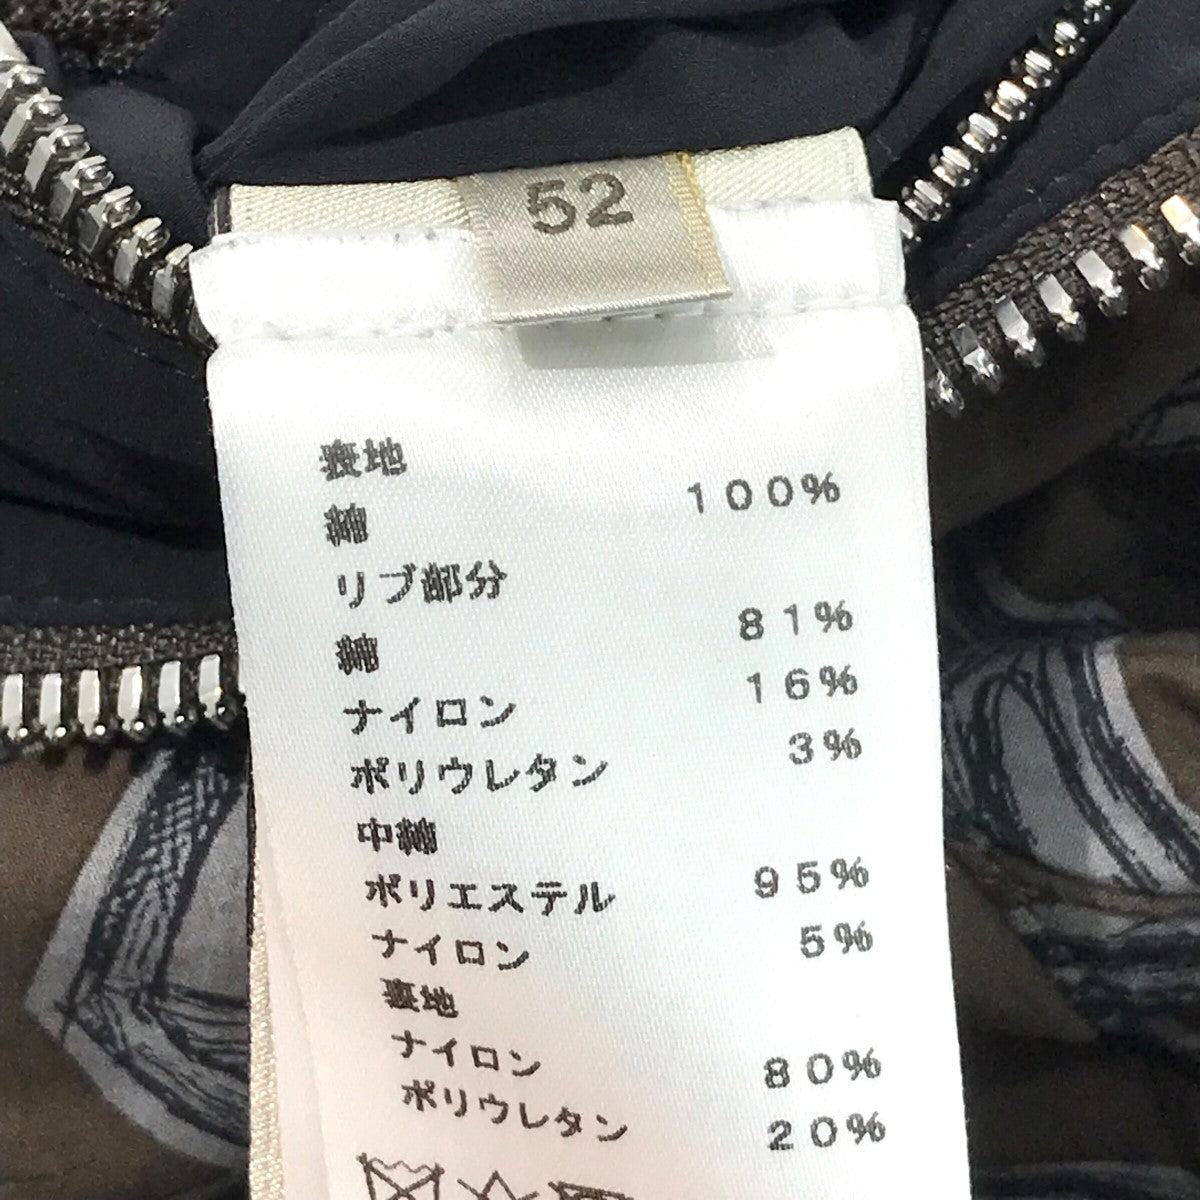 52
裏地
綿 100%
リブ部分
綿 81%
ナイロン 16%
ポリウレタン 3%
中綿
ポリエステル 95%
ナイロン 5%
裏地
ナイロン 80%
ポリウレタン 20%